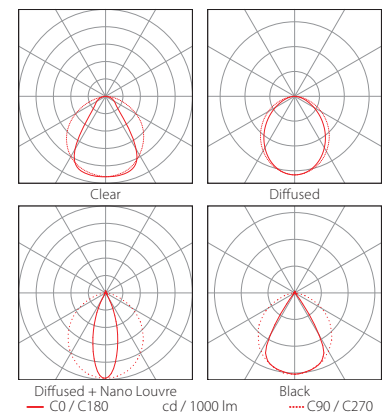 Clear
Diffused
Diffused + Nano Louvre
Black
C0 / C180 cd / 1000 lm C90 / C270